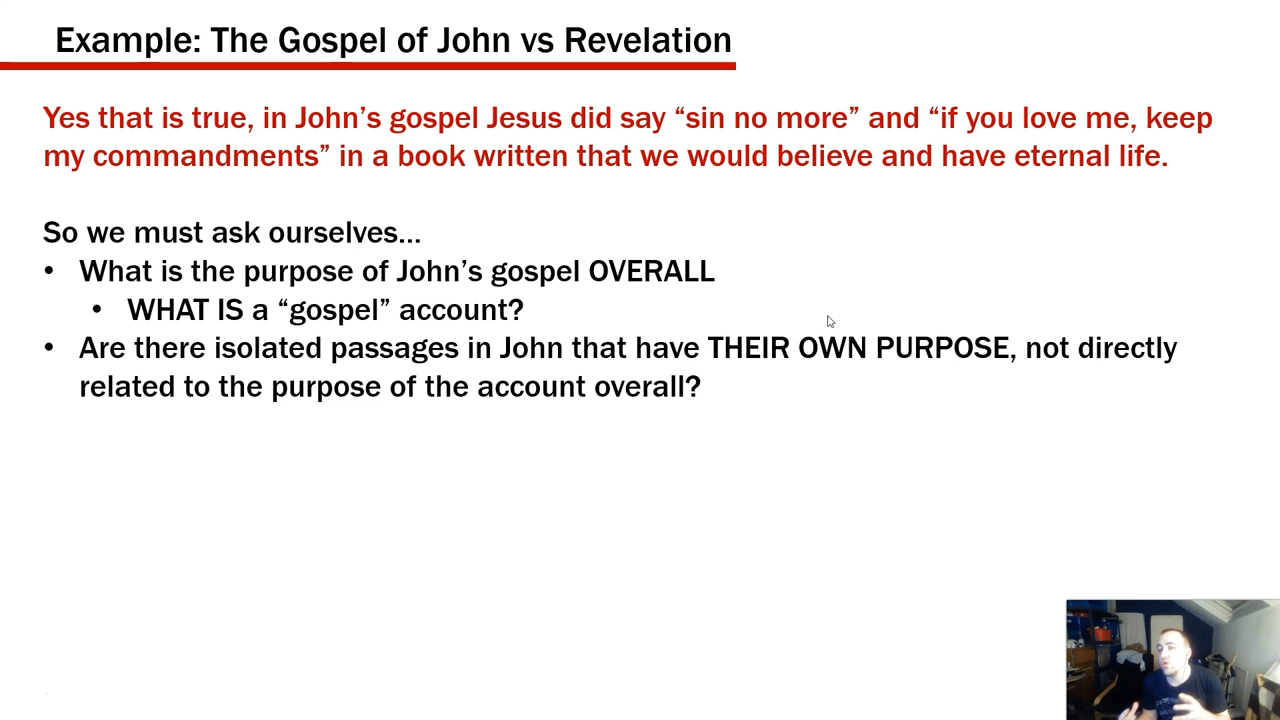 Example: The Gospel of John vs Revelation
Yes that is true, in John’s gospel Jesus did say “sin no more” and “if you love me, keep
my commandments” in a book written that we would believe and have eternal life.
So we must ask ourselves...
• What is the purpose of John’s gospel OVERALL
• WHAT IS a “gospel” account?
• Are there isolated passages in John that have THEIR OWN PURPOSE, not directly
related to the purpose of the account overall?